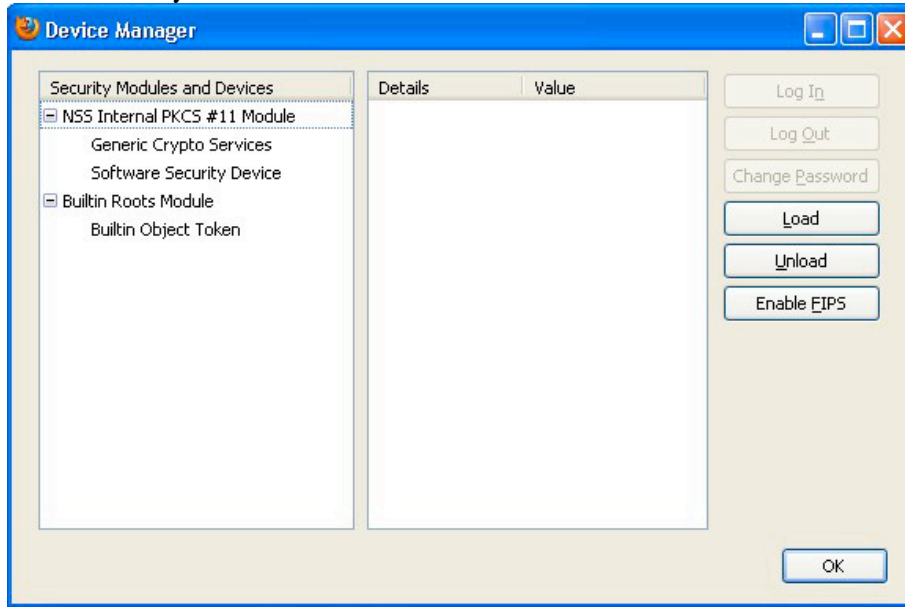 Device Manager
Security Modules and Devices
Details Value
NSS Internal PKCS #11 Module
Generic Crypto Services
Software Security Device
Builtin Roots Module
Builtin Object Token
Log In
Log Out
Change Password
Load
Unload
Enable FIPS
OK